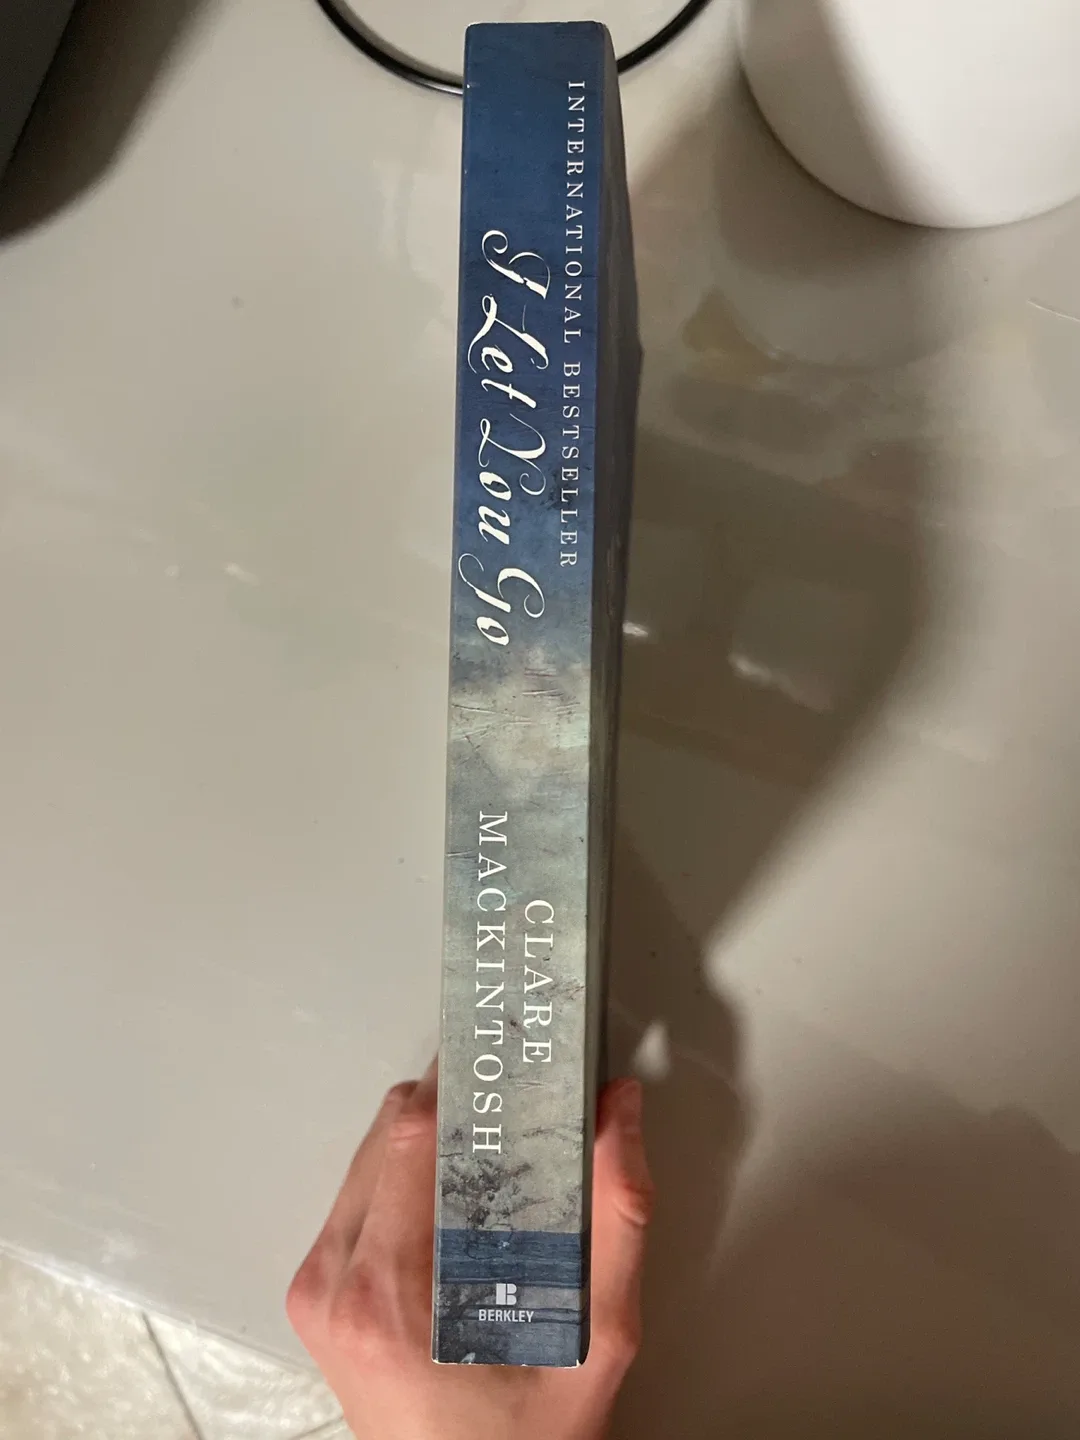 INTERNATIONAL BESTSELLER
I Let You Go
CLARE
MACKINTOSH
B
BERKLEY